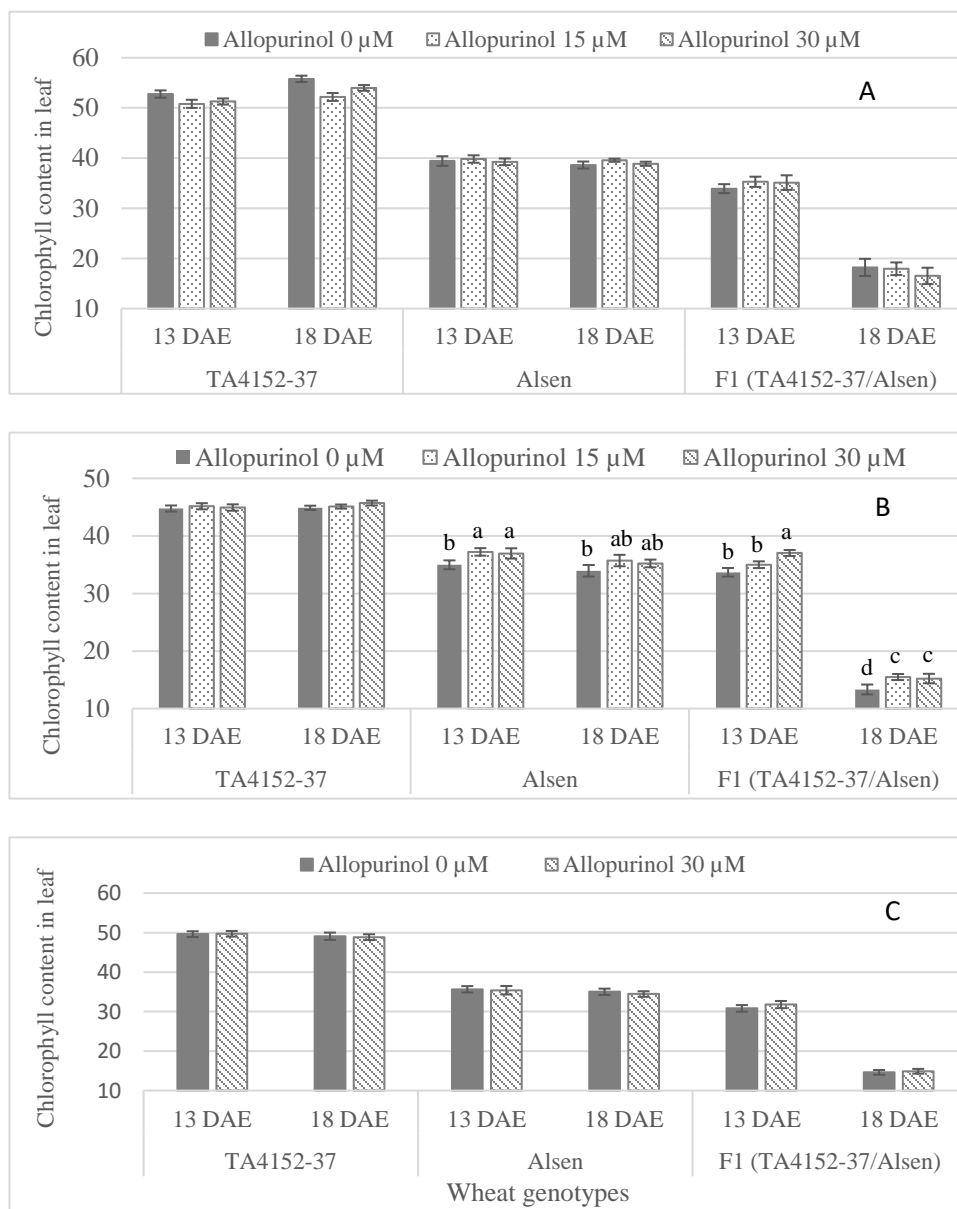 Allopurinol 0 µM Allopurinol 15 µM Allopurinol 30 µM
A
Chlorophyll content in leaf
60
50
40
30
20
10
13 DAE 18 DAE 13 DAE 18 DAE 13 DAE 18 DAE
TA4152-37 Alsen F1 (TA4152-37/Alsen)
Allopurinol 0 µM Allopurinol 15 µM Allopurinol 30 µM
B
Chlorophyll content in leaf
50
40
30
20
10
b a a b ab ab b b a
d c c
13 DAE 18 DAE 13 DAE 18 DAE 13 DAE 18 DAE
TA4152-37 Alsen F1 (TA4152-37/Alsen)
Allopurinol 0 µM Allopurinol 30 µM
C
Chlorophyll content in leaf
60
50
40
30
20
10
13 DAE 18 DAE 13 DAE 18 DAE 13 DAE 18 DAE
TA4152-37 Alsen F1 (TA4152-37/Alsen)
Wheat genotypes